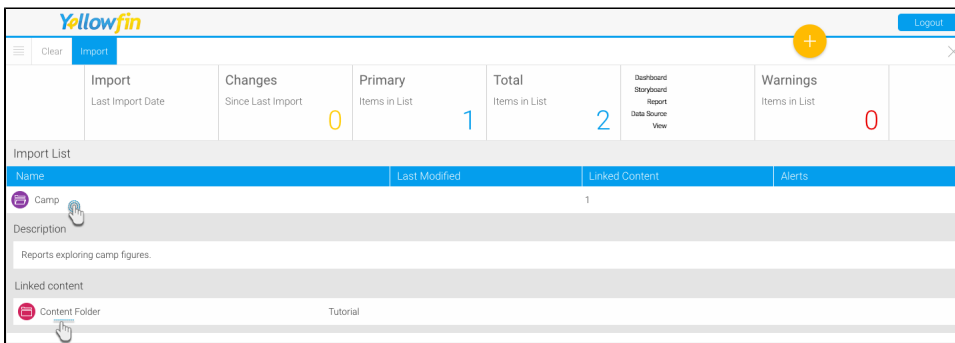 Yellowfin
Logout
Clear
Import
Import
Last Import Date
Changes
Since Last Import
0
Primary
Items in List
1
Total
Items in List
2
Dashboard
Storyboard
Report
Data Source
View
Warnings
Items in List
0
Import List
Name Last Modified Linked Content Alerts
Camp 1
Description
Reports exploring camp figures.
Linked content
Content Folder Tutorial